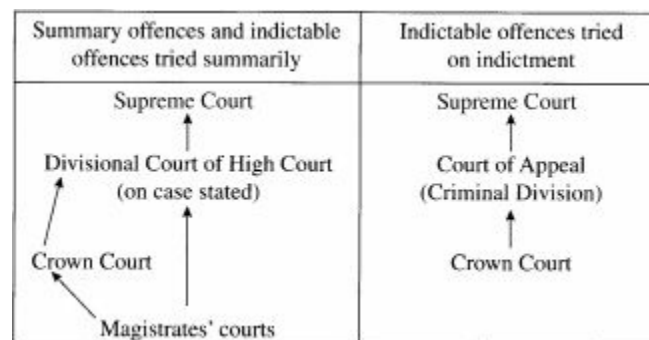 Summary offences and indictable
offences tried summarily
Indictable offences tried
on indictment
Supreme Court
Divisional Court of High Court
(on case stated)
Crown Court
Magistrates' courts
Supreme Court
Court of Appeal
(Criminal Division)
Crown Court